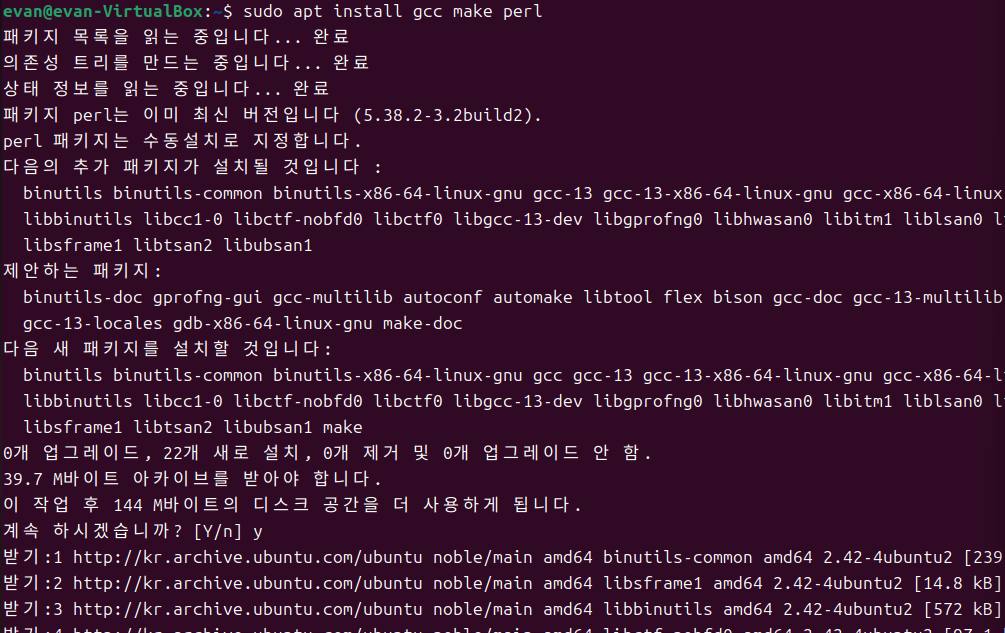 evan@evan-VirtualBox:~$ sudo apt install gcc make perl
패키지 목록을 읽는 중입니다... 완료
의존성 트리를 만드는 중입니다... 완료
상태 정보를 읽는 중입니다... 완료
패키지 perl는 이미 최신 버전입니다 (5.38.2-3.2build2).
perl 패키지는 수동설치로 지정합니다.
다음의 추가 패키지가 설치될 것입니다 :
binutils binutils-common binutils-x86-64-linux-gnu gcc-13 gcc-13-x86-64-linux-gnu gcc-x86-64-linux
libbinutils libcc1-0 libctf-nobfd0 libctf0 libgcc-13-dev libgprofng0 libhwasan0 libitm1 liblsan0
libsframe1 libtsan2 libubsan1
제안하는 패키지:
binutils-doc gprofng-gui gcc-multilib autoconf automake libtool flex bison gcc-doc gcc-13-multilib
gcc-13-locales gdb-x86-64-linux-gnu make-doc
다음 새 패키지를 설치할 것입니다:
binutils binutils-common binutils-x86-64-linux-gnu gcc gcc-13 gcc-13-x86-64-linux-gnu gcc-x86-64-l
libbinutils libcc1-0 libctf-nobfd0 libctf0 libgcc-13-dev libgprofng0 libhwasan0 libitm1 liblsan0
libsframe1 libtsan2 libubsan1 make
0개 업그레이드, 22개 새로 설치, 0개 제거 및 0개 업그레이드 안 함.
39.7 M바이트 아카이브를 받아야 합니다.
이 작업 후 144 M바이트의 디스크 공간을 더 사용하게 됩니다.
계속 하시겠습니까? [Y/n] y
받기:1 http://kr.archive.ubuntu.com/ubuntu noble/main amd64 binutils-common amd64 2.42-4ubuntu2 [239
받기:2 http://kr.archive.ubuntu.com/ubuntu noble/main amd64 libsframe1 amd64 2.42-4ubuntu2 [14.8 kB]
받기:3 http://kr.archive.ubuntu.com/ubuntu noble/main amd64 libbinutils amd64 2.42-4ubuntu2 [572 kB]